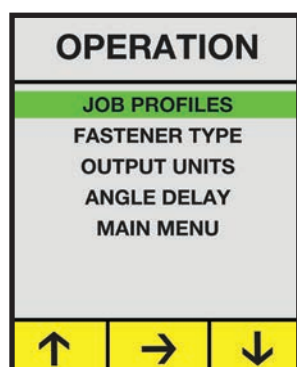 OPERATION
JOB PROFILES
FASTENER TYPE
OUTPUT UNITS
ANGLE DELAY
MAIN MENU
↑ → ↓